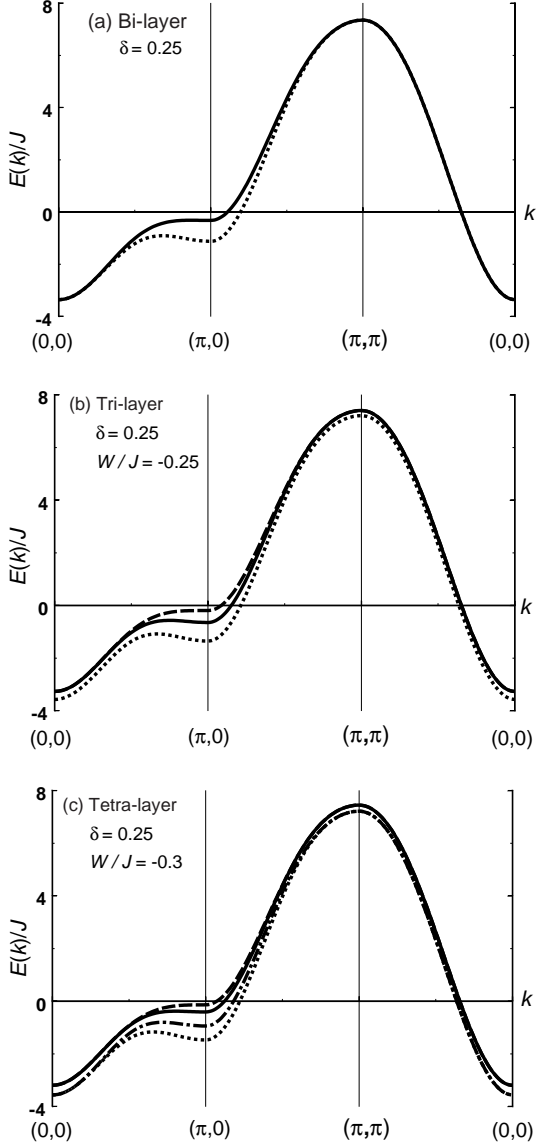 8
(a) Bi-layer
δ = 0.25
4
E(k)/J
0
k
-4
(0,0)
(π,0)
(π,π)
(0,0)
8
(b) Tri-layer
δ = 0.25
W / J = -0.25
4
E(k)/J
0
k
-4
(0,0)
(π,0)
(π,π)
(0,0)
8
(c) Tetra-layer
δ = 0.25
W / J = -0.3
4
E(k)/J
0
k
-4
(0,0)
(π,0)
(π,π)
(0,0)